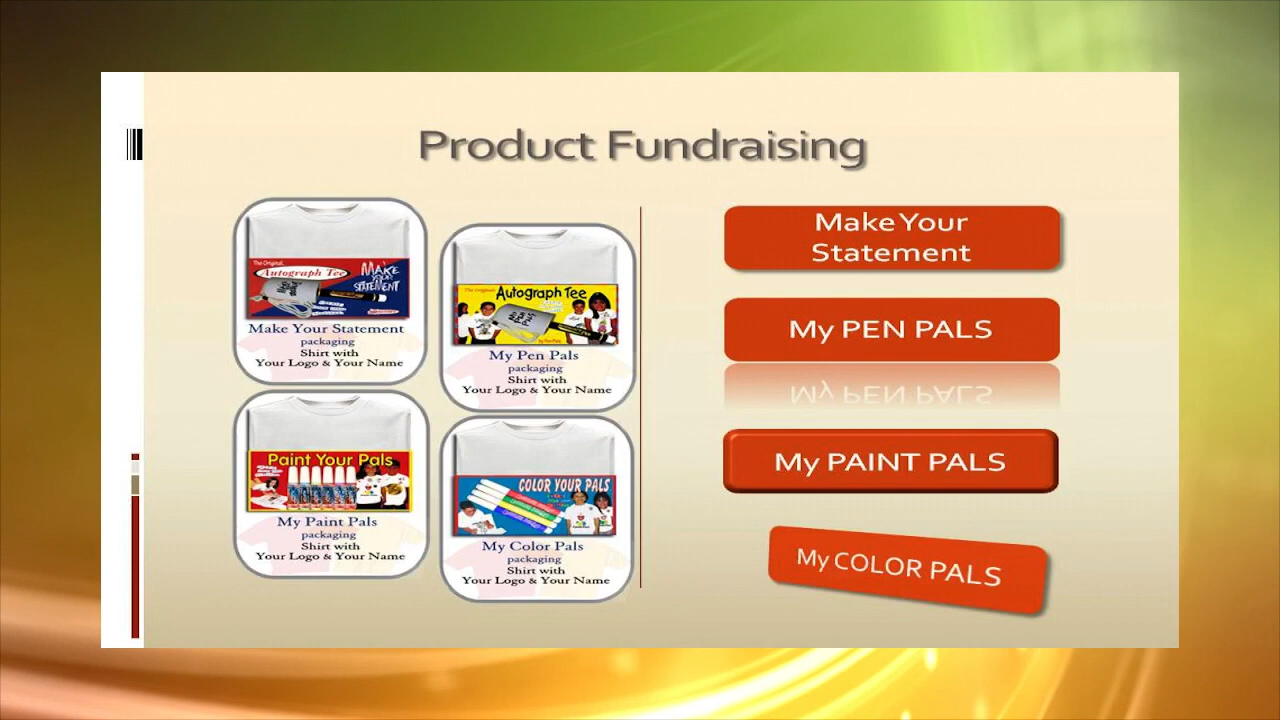 Product Fundraising
The Original
Autograph Tee
MAKE
YOUR
STATEMENT
Make Your Statement
packaging
Shirt with
Your Logo & Your Name
The Original
Autograph Tee
My Pen Pals
packaging
Shirt with
Your Logo & Your Name
Paint Your Pals
My Paint Pals
packaging
Shirt with
Your Logo & Your Name
COLOR YOUR PALS
My Color Pals
packaging
Shirt with
Your Logo & Your Name
Make Your
Statement
My PEN PALS
My PAINT PALS
My COLOR PALS